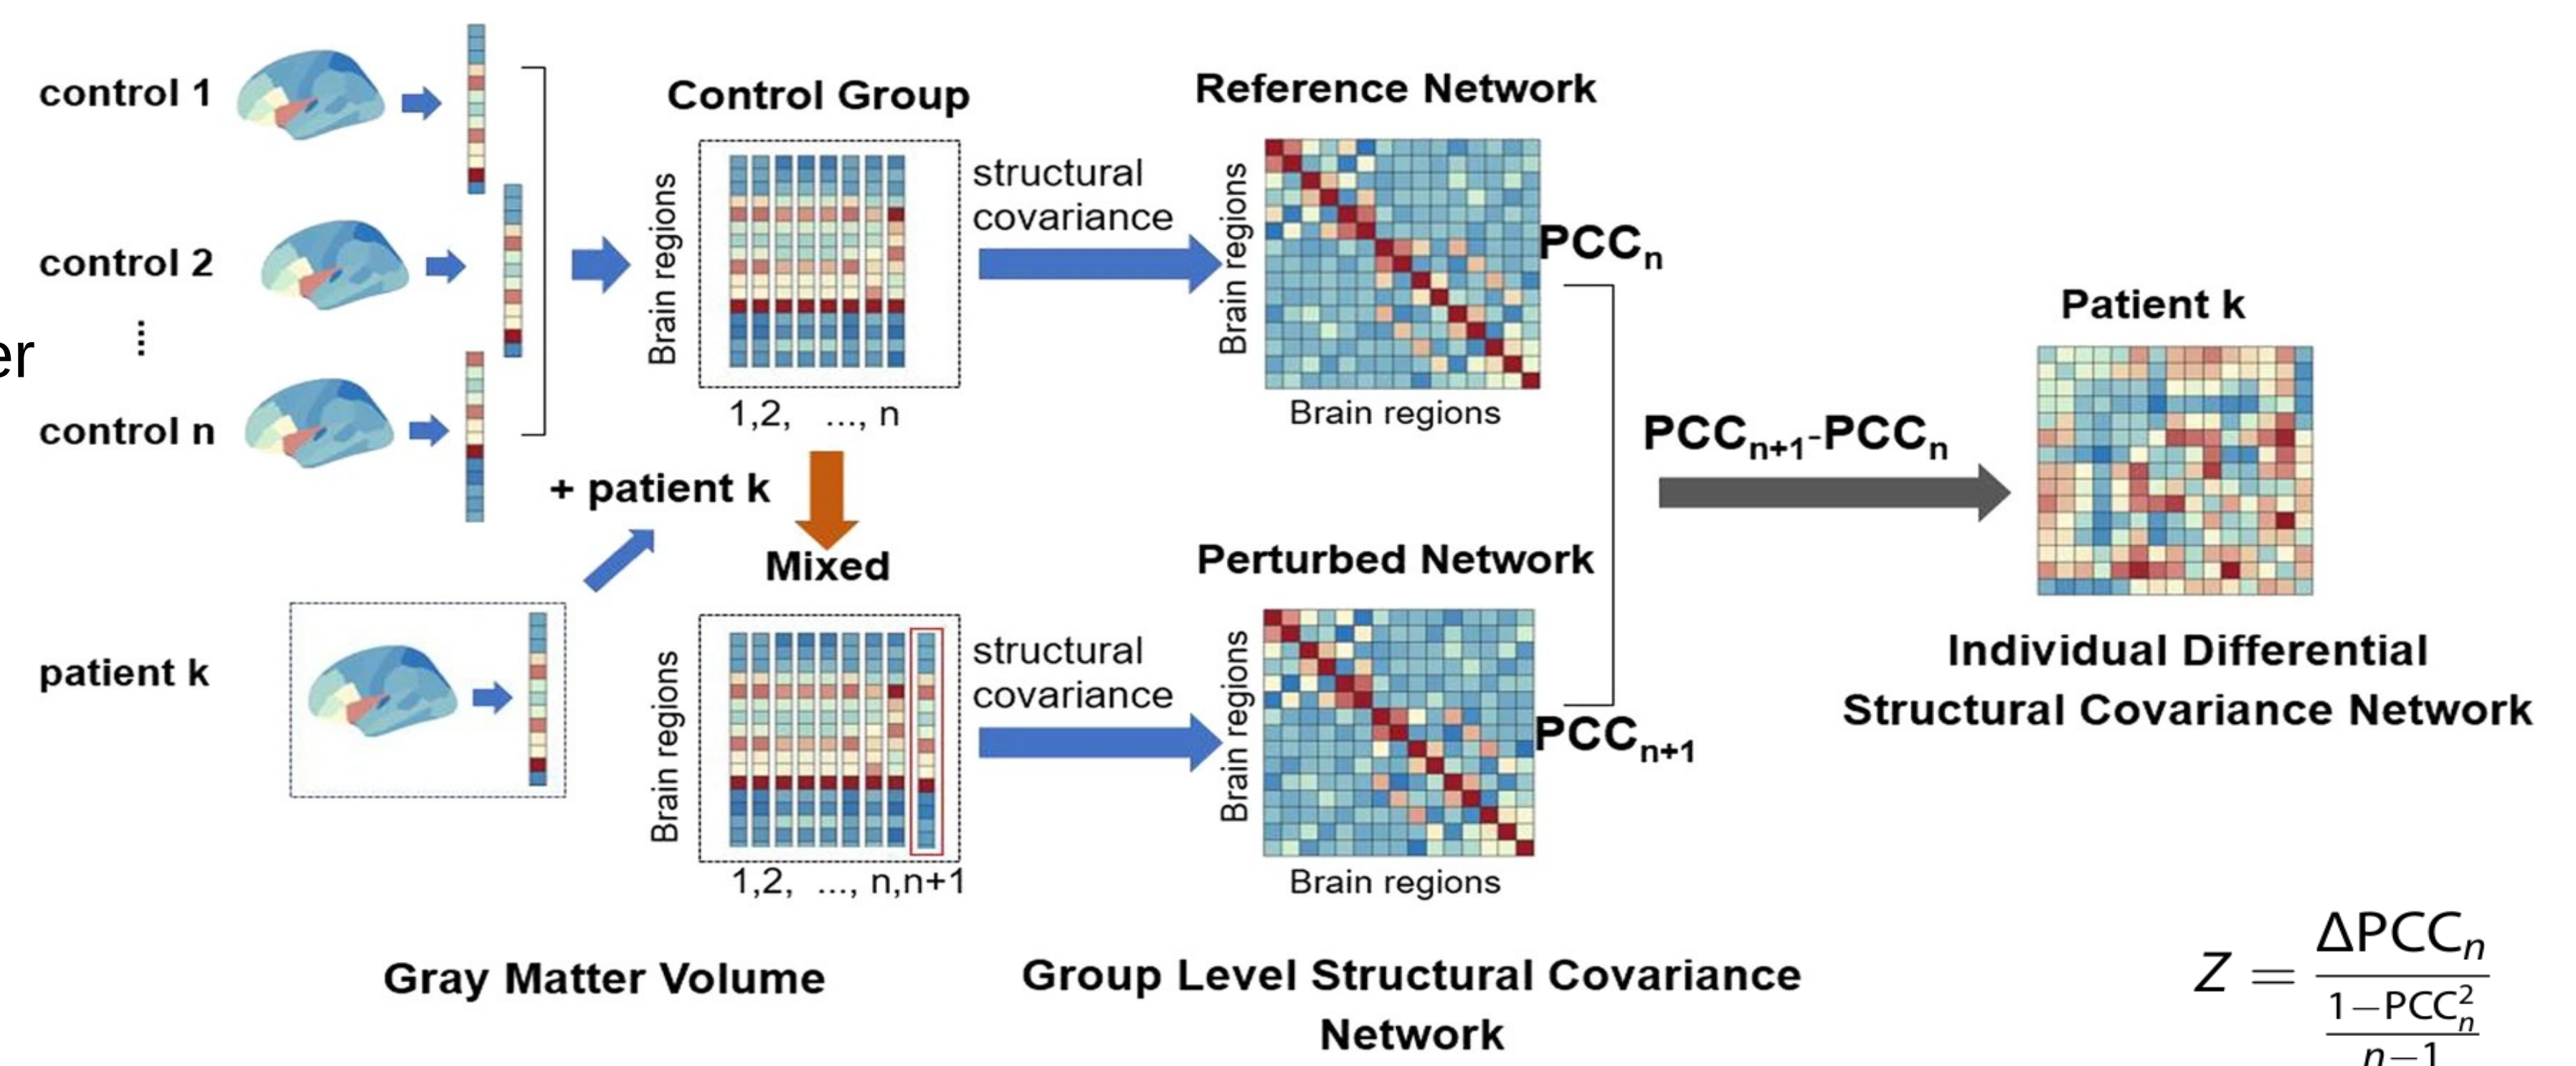 control 1
control 2
er
control n
patient k
Control Group
Brain regions
1,2, ..., n
+ patient k
Mixed
Brain regions
1,2, ..., n,n+1
structural
covariance
structural
covariance
Reference Network
Brain regions
Brain regions
PCCn
Perturbed Network
Brain regions
Brain regions
PCCn+1
PCCn+1-PCCn
Patient k
Individual Differential
Structural Covariance Network
Gray Matter Volume
Group Level Structural Covariance
Network
Z = ΔPCCn / ((1−PCC²n) / (n−1))